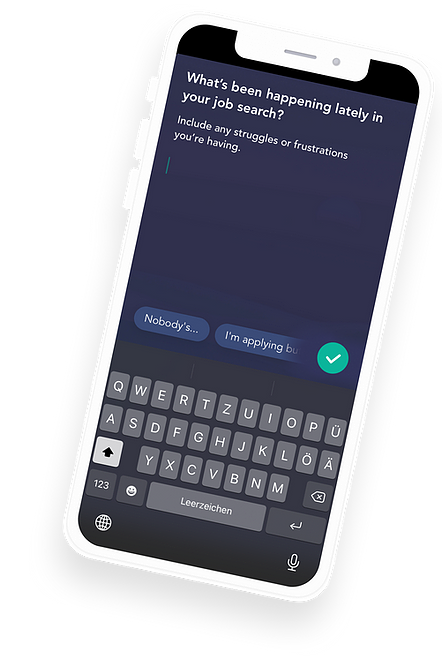 What's been happening lately in
your job search?
Include any struggles or frustrations
you're having.
Nobody's...
I'm applying bu
Q W E R T Z U I O P Ü
A S D F G H J K L Ö Ä
Y X C V B N M
123
Leerzeichen